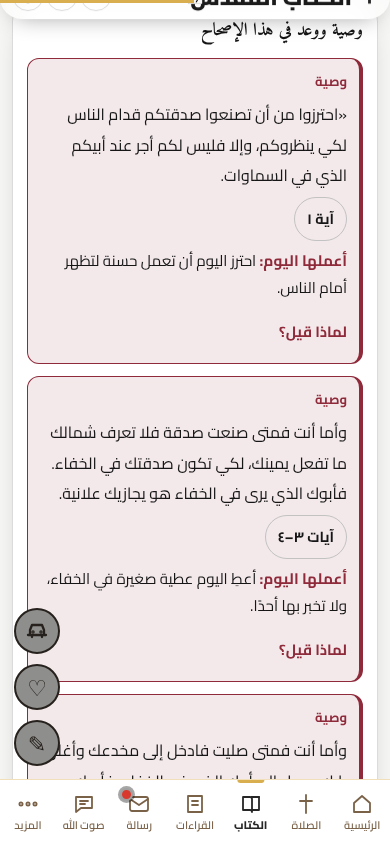 وصية ووعد في هذا الإصحاح
وصية
«احترزوا من أن تصنعوا صدقتكم قدام الناس
لكي ينظروكم، وإلا فليس لكم أجر عند أبيكم
الذي في السماوات.
آية ١
أعملها اليوم: احترز اليوم أن تعمل حسنة لتظهر
أمام الناس.
لماذا قيل؟
وصية
وأما أنت فمتى صنعت صدقة فلا تعرف شمالك
ما تفعل يمينك، لكي تكون صدقتك في الخفاء.
فأبوك الذي يرى في الخفاء هو يجازيك علانية.
آيات ٣–٤
أعملها اليوم: أعطِ اليوم عطية صغيرة في الخفاء،
ولا تخبر بها أحدًا.
لماذا قيل؟
وصية
وأما أنت فمتى صليت فادخل إلى مخدعك
الرئيسية
الصلاة
الكتاب
القراءات
رسالة
صوت الله
المزيد